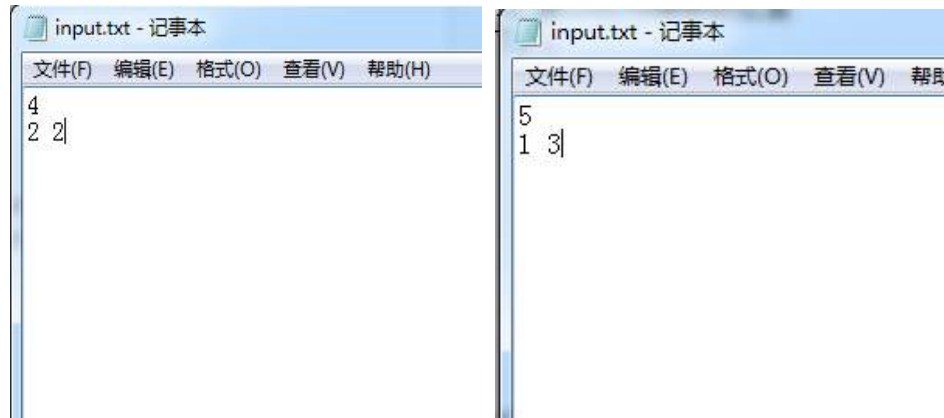 input.txt - 记事本
文件(F) 编辑(E) 格式(O) 查看(V) 帮助(H)
4
2 2
input.txt - 记事本
文件(F) 编辑(E) 格式(O) 查看(V) 帮
5
1 3